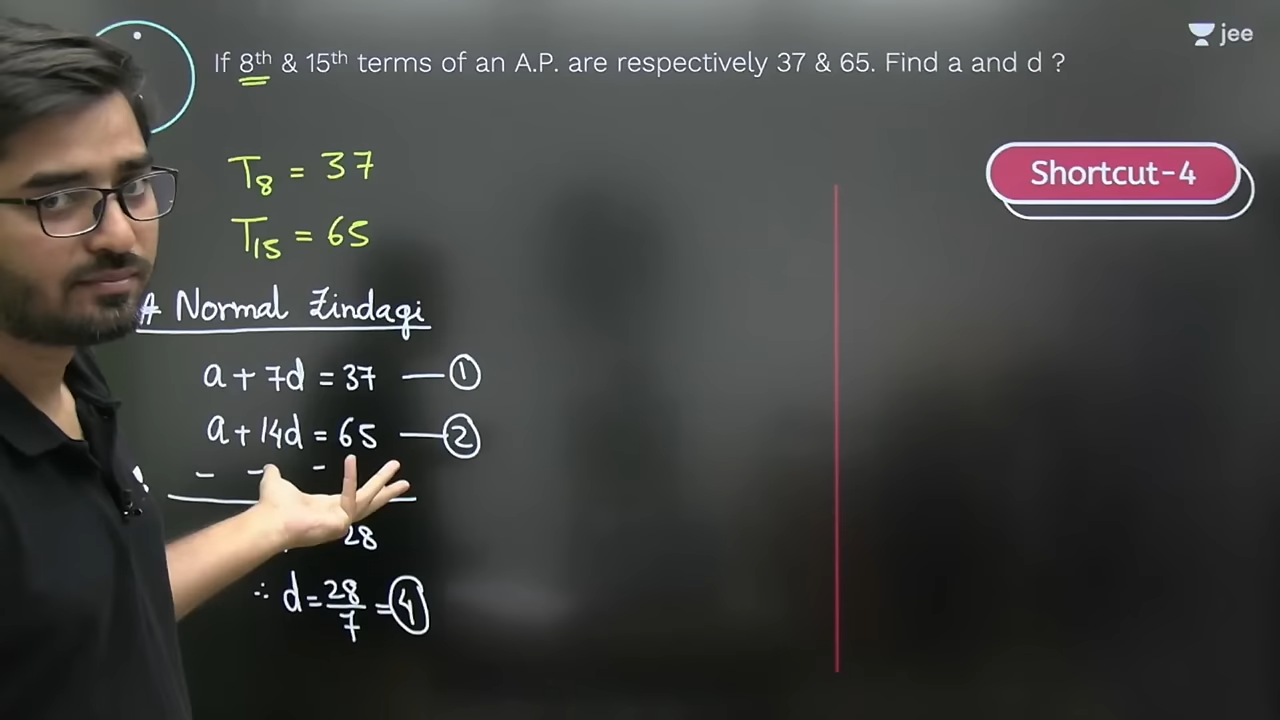 jee
If 8th & 15th terms of an A.P. are respectively 37 & 65. Find a and d ?
Shortcut-4
T8 = 37
T15 = 65
# Normal Zindagi
a + 7d = 37 — ①
a + 14d = 65 — ②
- - -
28
∴ d = 28/7 = 4